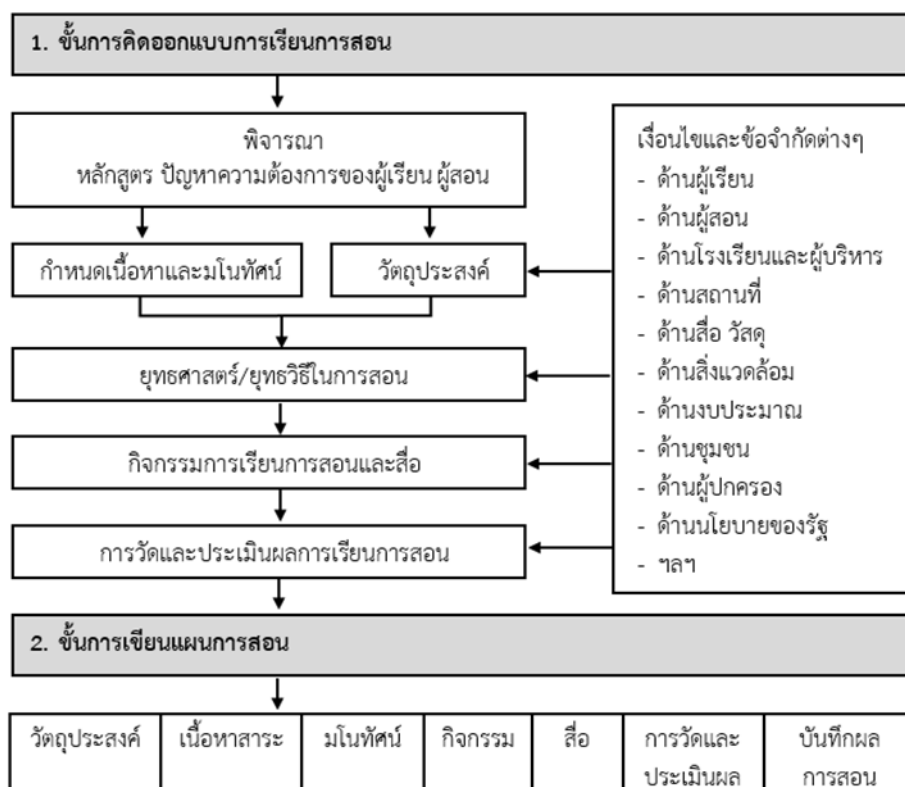 1. ขั้นการคิดออกแบบการเรียนการสอน
พิจารณา
หลักสูตร ปัญหาความต้องการของผู้เรียน ผู้สอน
กำหนดเนื้อหาและมโนทัศน์
วัตถุประสงค์
ยุทธศาสตร์/ยุทธวิธีในการสอน
กิจกรรมการเรียนการสอนและสื่อ
การวัดและประเมินผลการเรียนการสอน
เงื่อนไขและข้อจำกัดต่างๆ
- ด้านผู้เรียน
- ด้านผู้สอน
- ด้านโรงเรียนและผู้บริหาร
- ด้านสถานที่
- ด้านสื่อ วัสดุ
- ด้านสิ่งแวดล้อม
- ด้านงบประมาณ
- ด้านชุมชน
- ด้านผู้ปกครอง
- ด้านนโยบายของรัฐ
- ฯลฯ
2. ขั้นการเขียนแผนการสอน
วัตถุประสงค์
เนื้อหาสาระ
มโนทัศน์
กิจกรรม
สื่อ
การวัดและ
ประเมินผล
บันทึกผล
การสอน